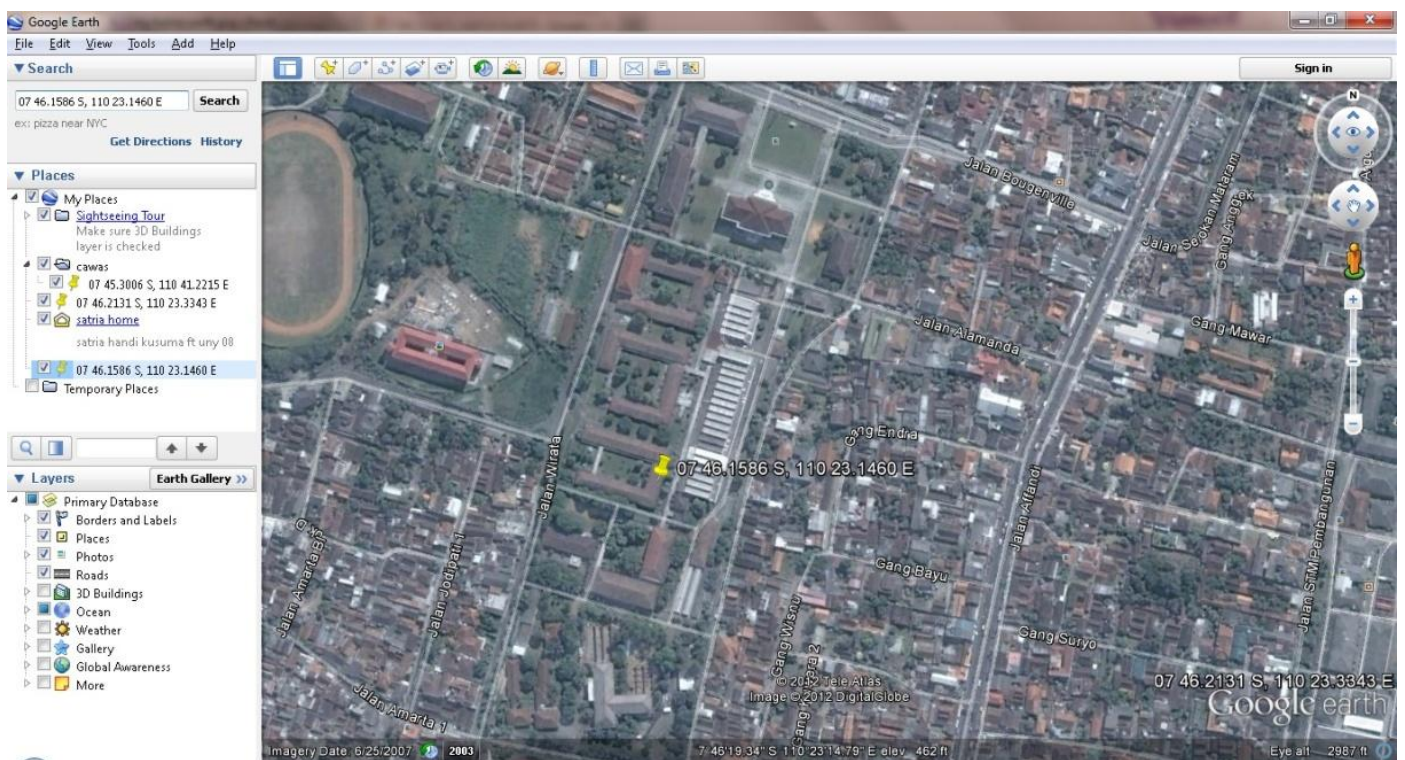 Google Earth
File Edit View Tools Add Help
Search
Sign in
07 46.1586 S, 110 23.1460 E Search
ex: pizza near NYC
Get Directions History
Places
My Places
Sightseeing Tour
Make sure 3D Buildings
layer is checked
cawas
07 45.3006 S, 110 41.2215 E
07 46.2131 S, 110 23.3343 E
satria home
satria handi kusuma ft uny 08
07 46.1586 S, 110 23.1460 E
Temporary Places
Layers
Earth Gallery >>
Primary Database
Borders and Labels
Places
Photos
Roads
3D Buildings
Ocean
Weather
Gallery
Global Awareness
More
N
Jalan Bougenville
Jalan Selokan Mataram
Gang Anggek
Jalan Alamanda
Gang Mawar
Gang Endra
Jalan Wirata
07 46.1586 S, 110 23.1460 E
Jalan Affandi
Jalan STM Pembangunan
Jalan Jodipati 1
Gang Bayu
Gang Wisnu
Gang Suryo
Jalan Amarta 1
© 2012 Tele Atlas
Image © 2012 DigitalGlobe
07 46.2131 S, 110 23.3343 E
Google earth
Imagery Date: 6/25/2007 2003
7°46'19.34" S 110°23'14.79" E elev 462 ft
Eye alt 2987 ft